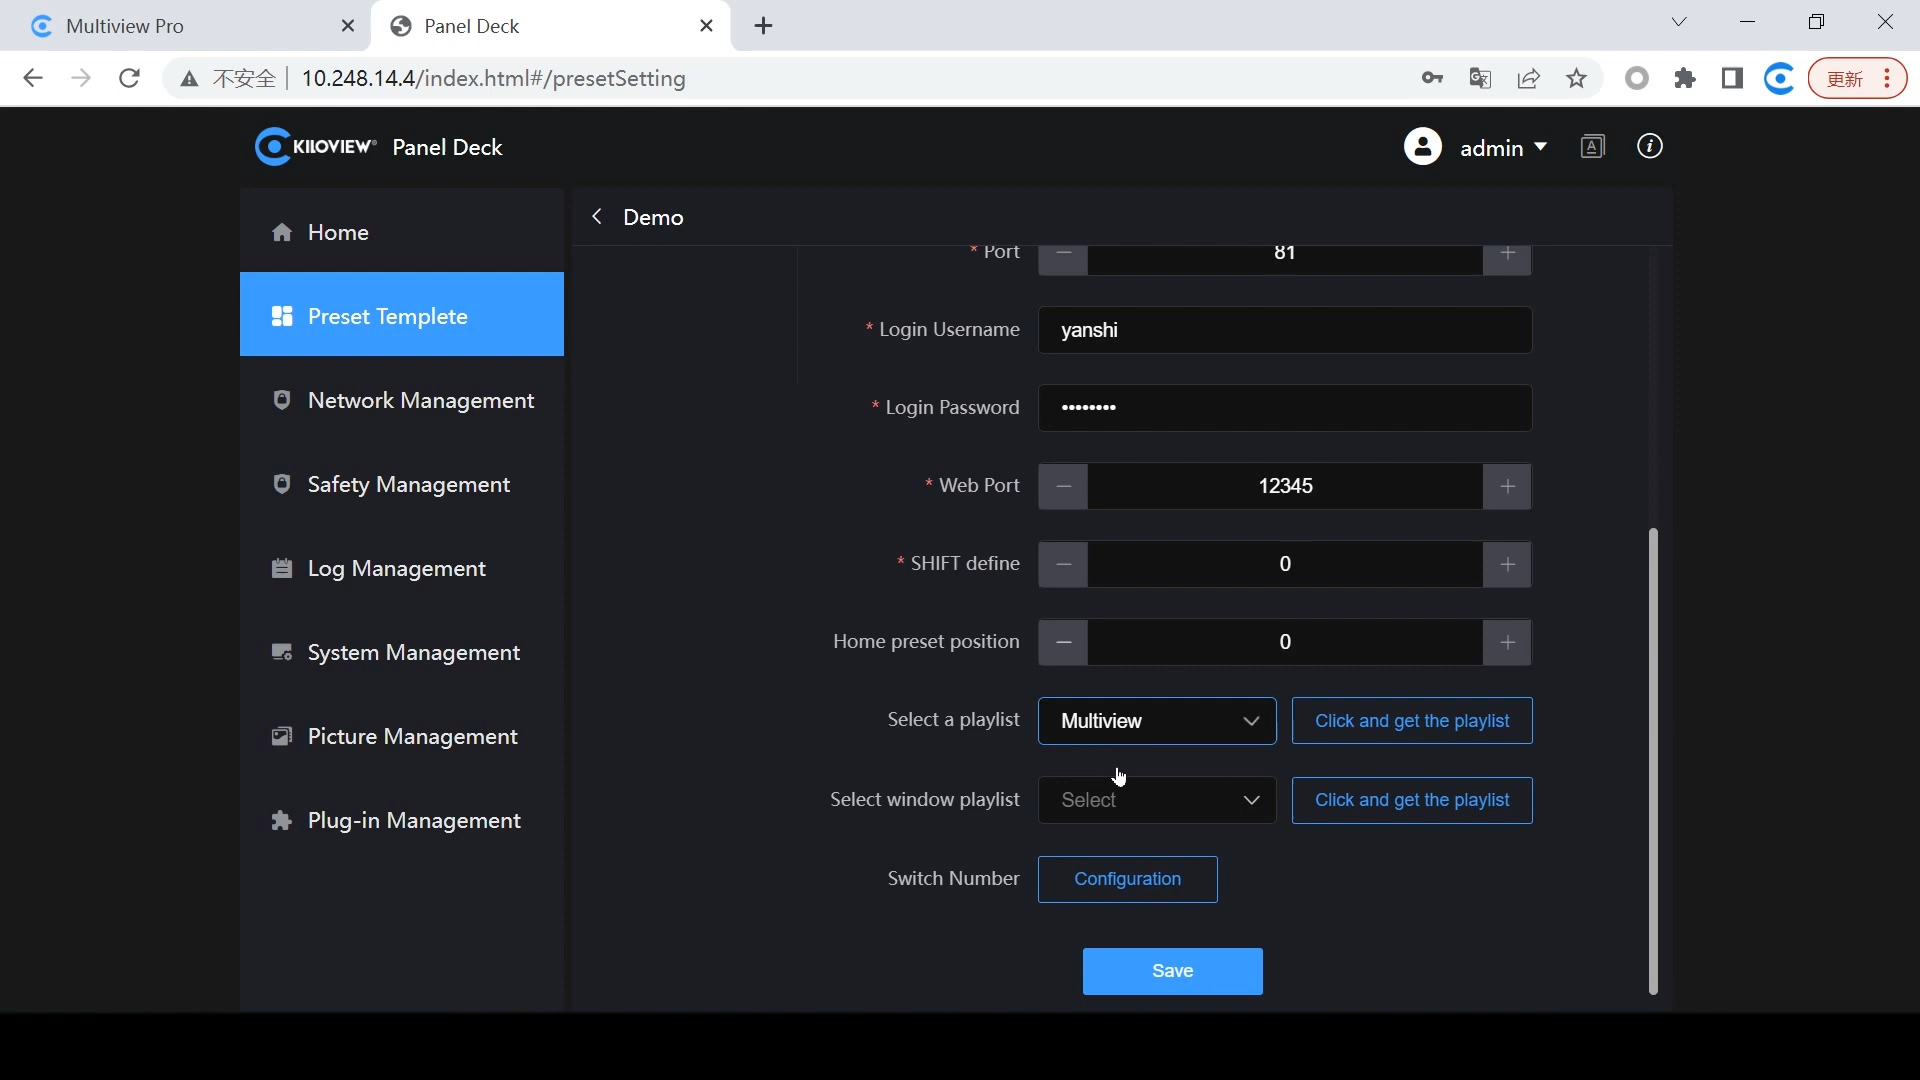 Multiview Pro
Panel Deck
不安全 10.248.14.4/index.html#/presetSetting
更新
KILOVIEW® Panel Deck
admin
Home
Preset Templete
Network Management
Safety Management
Log Management
System Management
Picture Management
Plug-in Management
Demo
* Port 81
* Login Username yanshi
* Login Password ••••••••
* Web Port 12345
* SHIFT define 0
Home preset position 0
Select a playlist Multiview Click and get the playlist
Select window playlist Select Click and get the playlist
Switch Number Configuration
Save